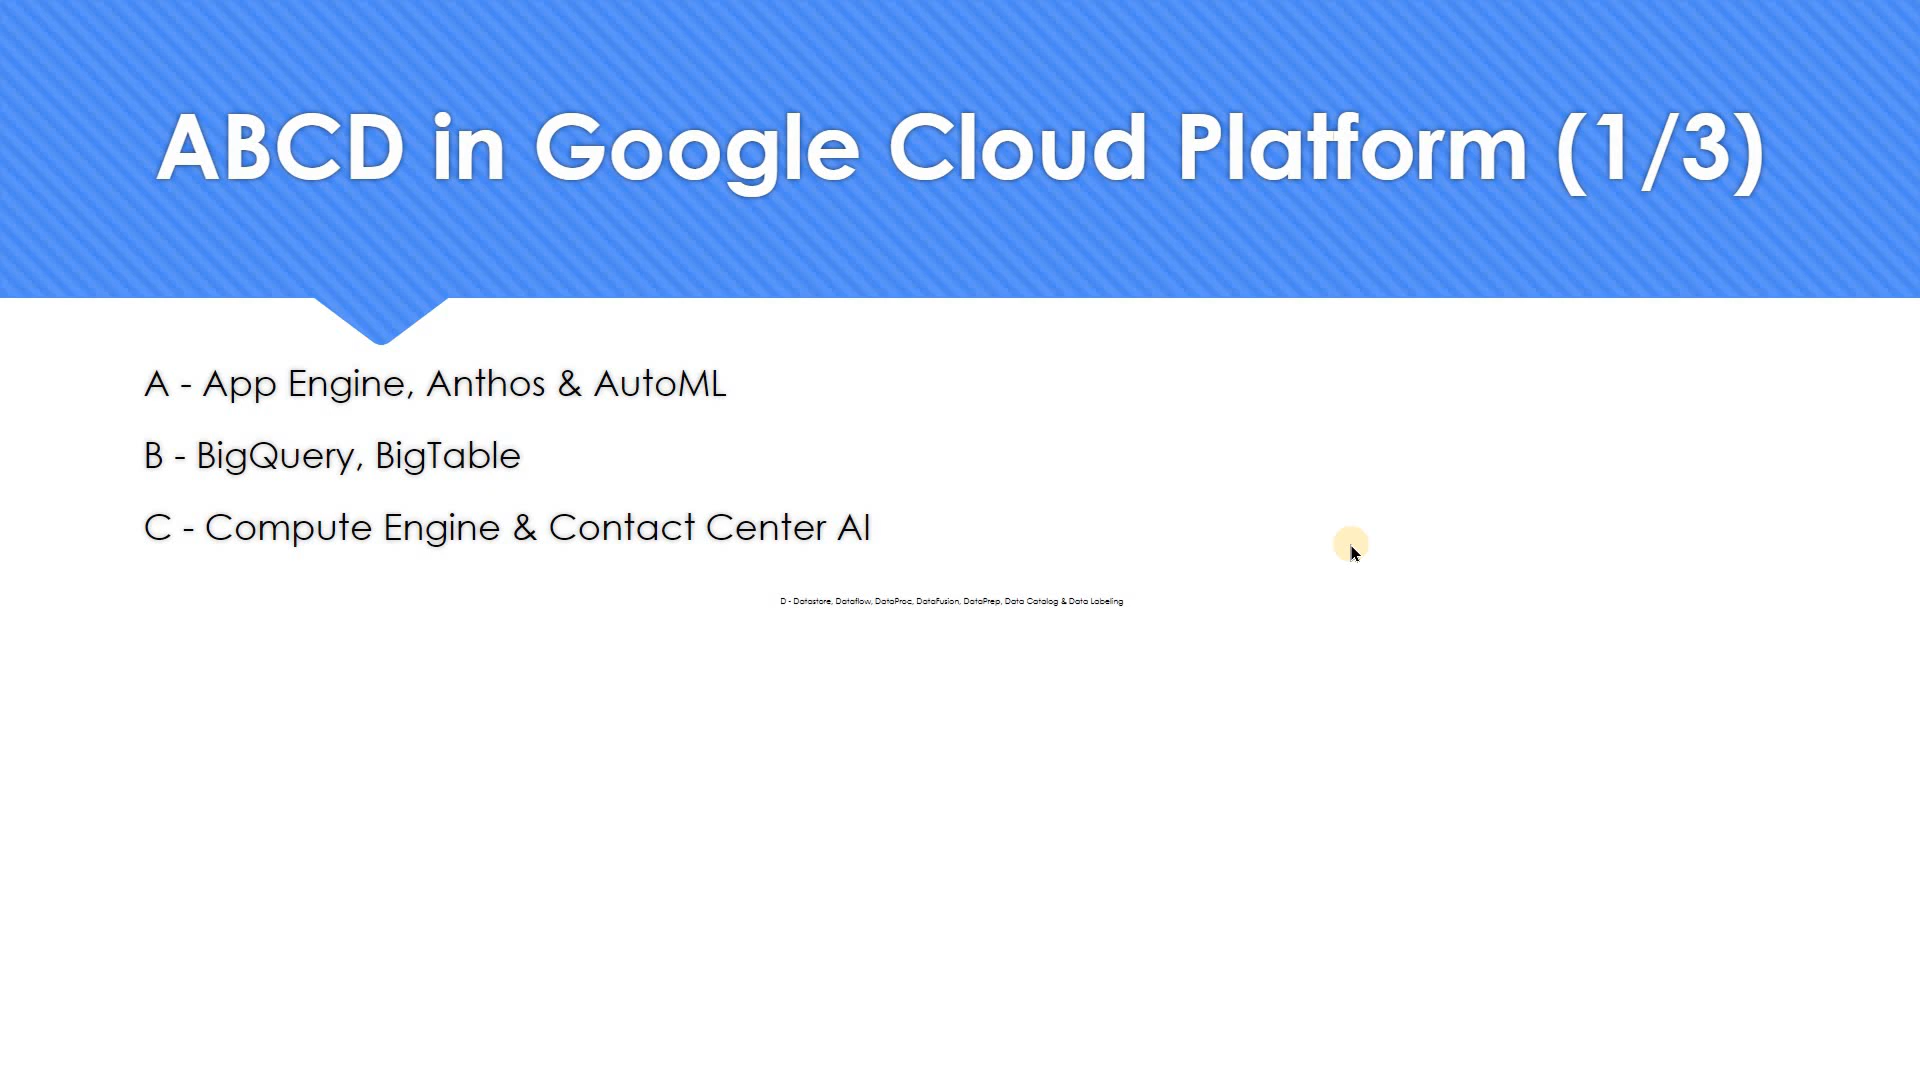 ABCD in Google Cloud Platform (1/3)
A - App Engine, Anthos & AutoML
B - BigQuery, BigTable
C - Compute Engine & Contact Center AI
D - Datastore, Dataflow, DataProc, DataFusion, DataPrep, Data Catalog & Data Labeling